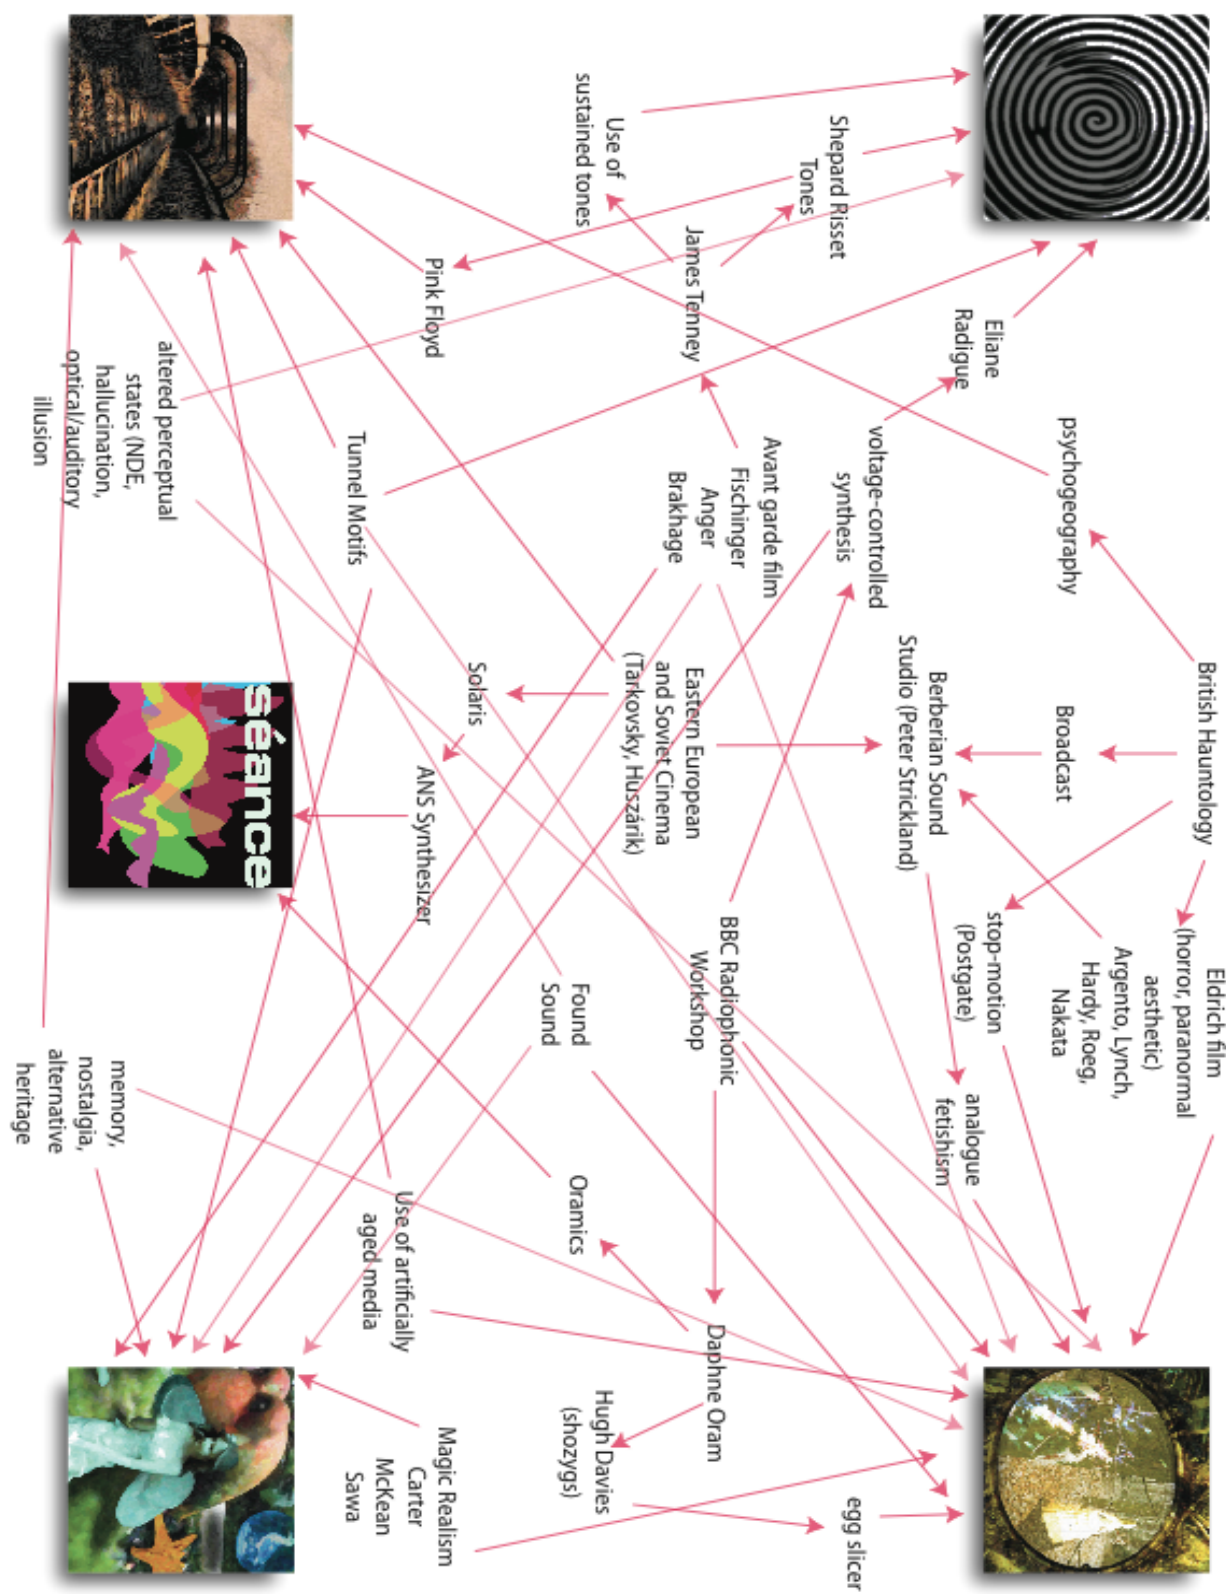 British Hauntology
Eldrich film
(horror, paranormal
aesthetic)
Argento, Lynch,
Hardy, Roeg,
Nakata
psychogeography
Broadcast
stop-motion
(Postgate)
Eliane
Radigue
Berberian Sound
Studio (Peter Strickland)
analogue
fetishism
voltage-controlled
synthesis
egg slicer
Shepard Risset
Tones
Avant garde film
Fischinger
Anger
Brakhage
James Tenney
Eastern European
and Soviet Cinema
(Tarkovsky, Huszárik)
BBC Radiophonic
Workshop
Daphne Oram
Use of
sustained tones
Hugh Davies
(shozygs)
Found
Sound
Oramics
Solaris
Pink Floyd
ANS Synthesizer
Use of artificially
aged media
Magic Realism
Carter
McKean
Sawa
Tunnel Motifs
séance
altered perceptual
states (NDE,
hallucination,
optical/auditory
illusion
memory,
nostalgia,
alternative
heritage